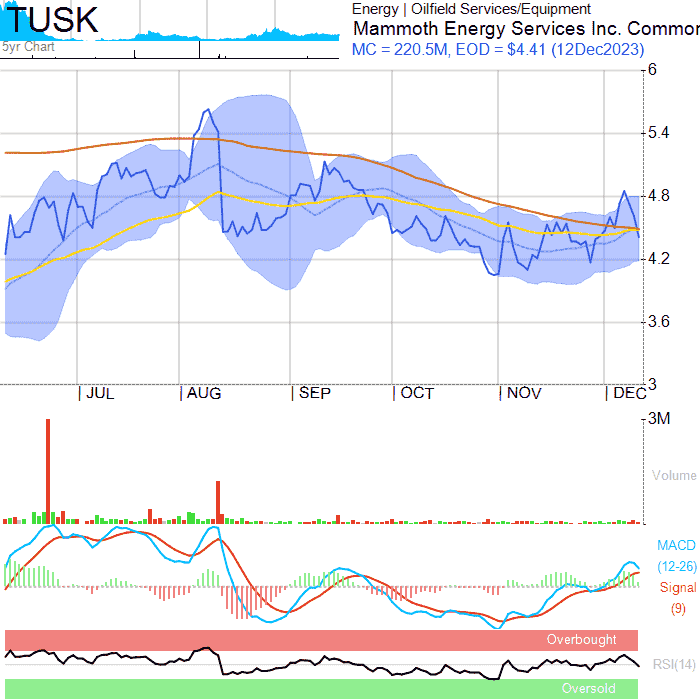 TUSK
5yr Chart
Energy | Oilfield Services/Equipment
Mammoth Energy Services Inc. Common
MC = 220.5M, EOD = $4.41 (12Dec2023)
6
5.4
4.8
4.2
3.6
3
| JUL | AUG | SEP | OCT | NOV | DEC
3M
Volume
MACD
(12-26)
Signal
(9)
Overbought
RSI(14)
Oversold